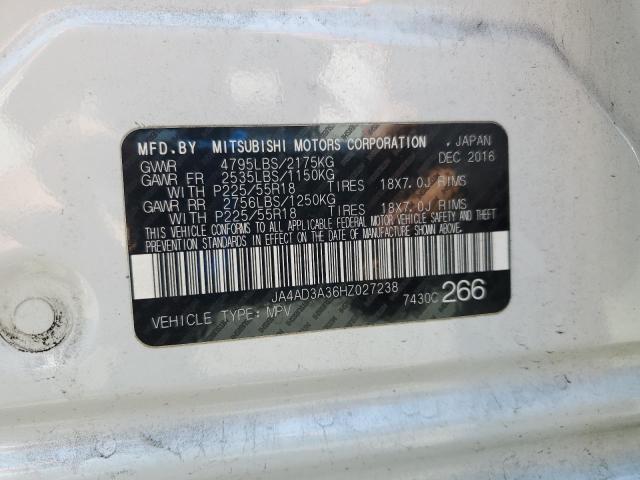 MFD.BY MITSUBISHI MOTORS CORPORATION , JAPAN
GVWR 4795LBS/2175KG DEC 2016
GAWR FR 2535LBS/1150KG
WITH P225/55R18 TIRES 18X7.0J RIMS
GAWR RR 2756LBS/1250KG
WITH P225/55R18 TIRES 18X7.0J RIMS
THIS VEHICLE CONFORMS TO ALL APPLICABLE FEDERAL MOTOR VEHICLE SAFETY AND THEFT
PREVENTION STANDARDS IN EFFECT ON THE DATE OF MANUFACTURE SHOWN ABOVE.
JA4AD3A36HZ027238
7430C 266
VEHICLE TYPE: MPV